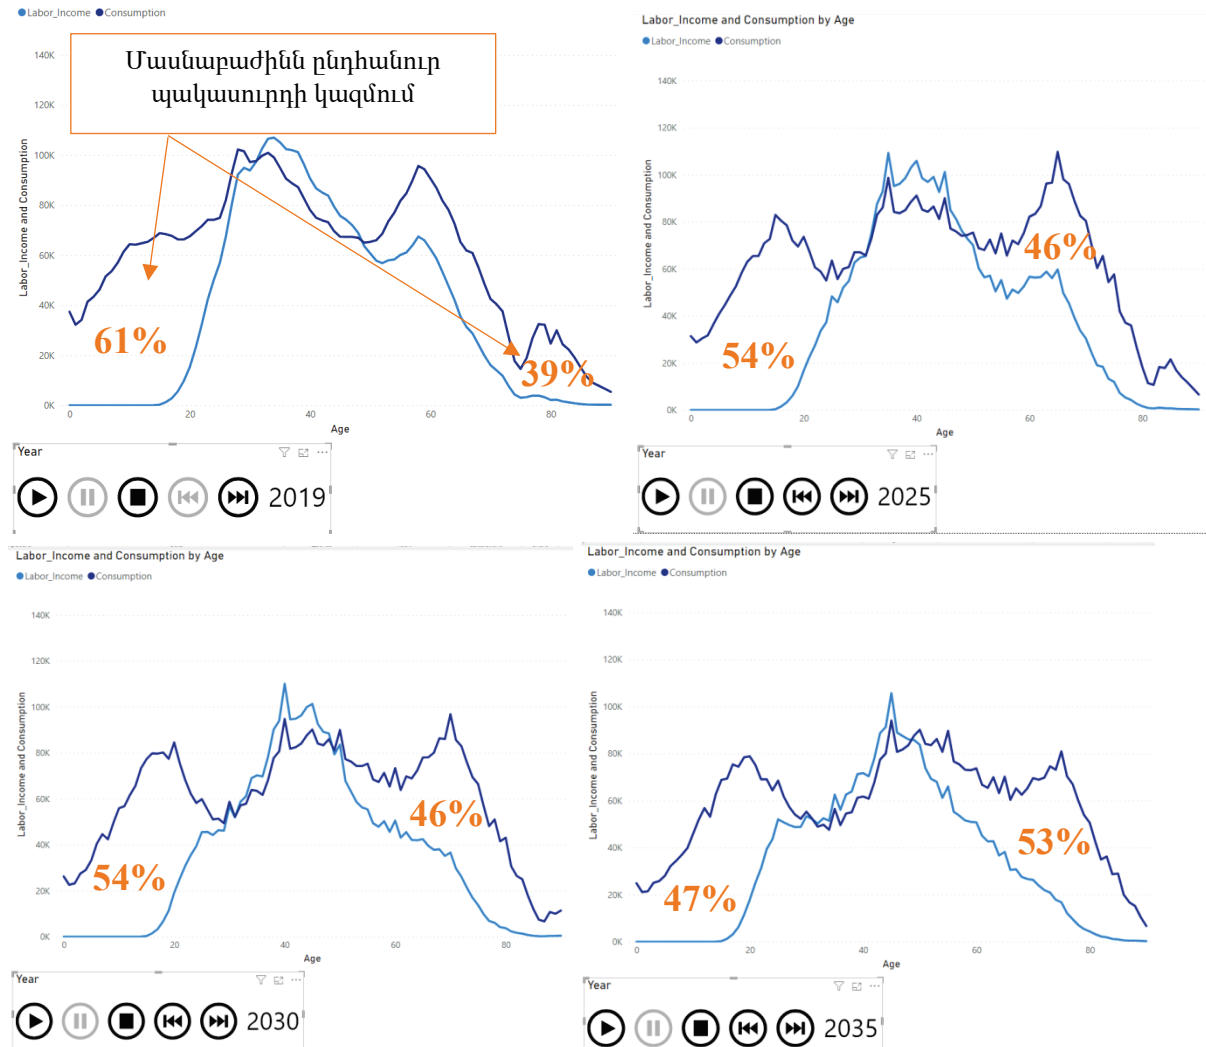 Labor_Income Consumption
Մասնաբաժինն ընդհանուր
պակասուրդի կազմում
Labor_Income and Consumption
140K
120K
100K
80K
60K
40K
20K
0K
61%
39%
0 20 40 60 80
Age
Year
2019
Labor_Income and Consumption by Age
Labor_Income Consumption
Labor_Income and Consumption
140K
120K
100K
80K
60K
40K
20K
0K
46%
54%
0 20 40 60 80
Age
Year
2025
Labor_Income and Consumption by Age
Labor_Income Consumption
Labor_Income and Consumption
140K
120K
100K
80K
60K
40K
20K
0K
46%
54%
0 20 40 60 80
Age
Year
2030
Labor_Income and Consumption by Age
Labor_Income Consumption
Labor_Income and Consumption
140K
120K
100K
80K
60K
40K
20K
0K
53%
47%
0 20 40 60 80
Age
Year
2035